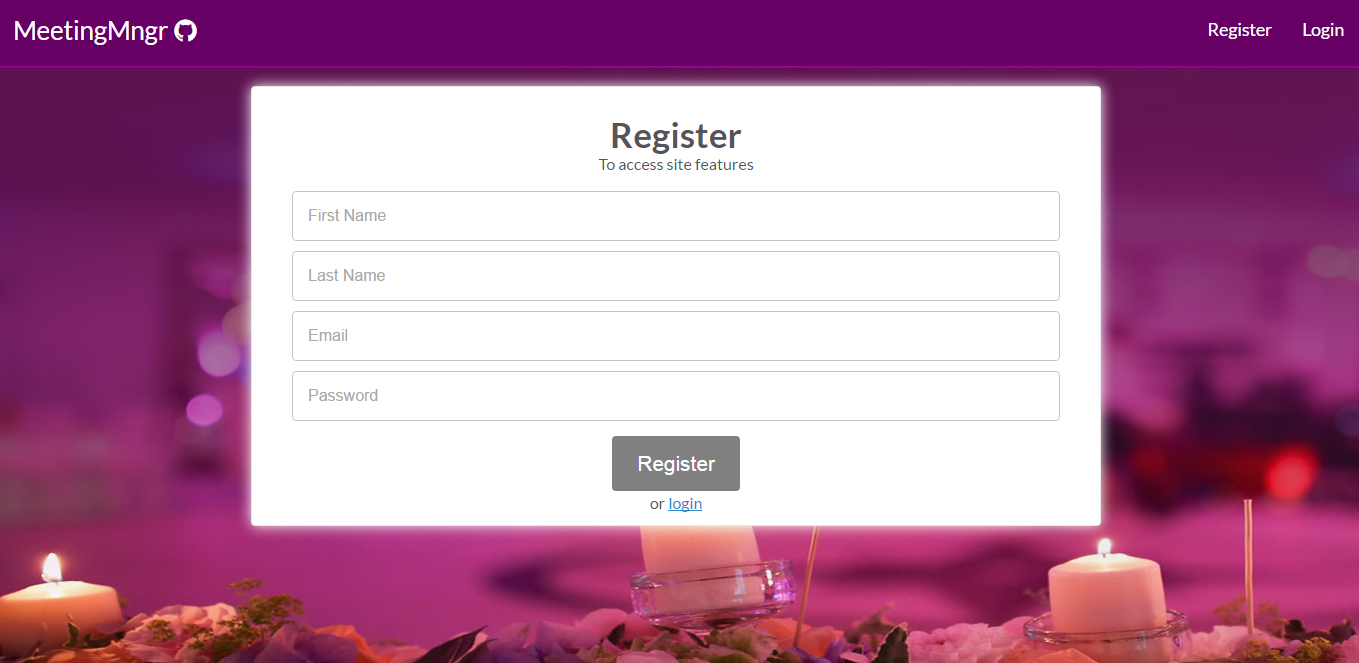 MeetingMngr
Register
Login
Register
To access site features
First Name
Last Name
Email
Password
Register
or login